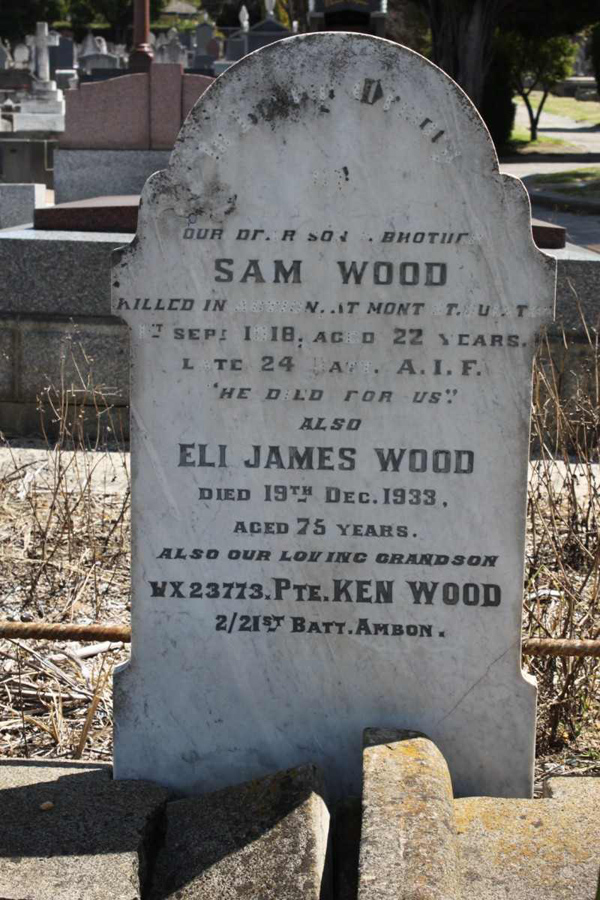 OUR DEAR SON & BROTHER
SAM WOOD
KILLED IN ACTION AT MONT ST. QUENTIN
1ST SEPT 1918, AGED 22 YEARS.
LATE 24 BATT. A.I.F.
"HE DIED FOR US."
ALSO
ELI JAMES WOOD
DIED 19TH DEC. 1933,
AGED 75 YEARS.
ALSO OUR LOVING GRANDSON
WX23773. PTE. KEN WOOD
2/21ST BATT. AMBON.